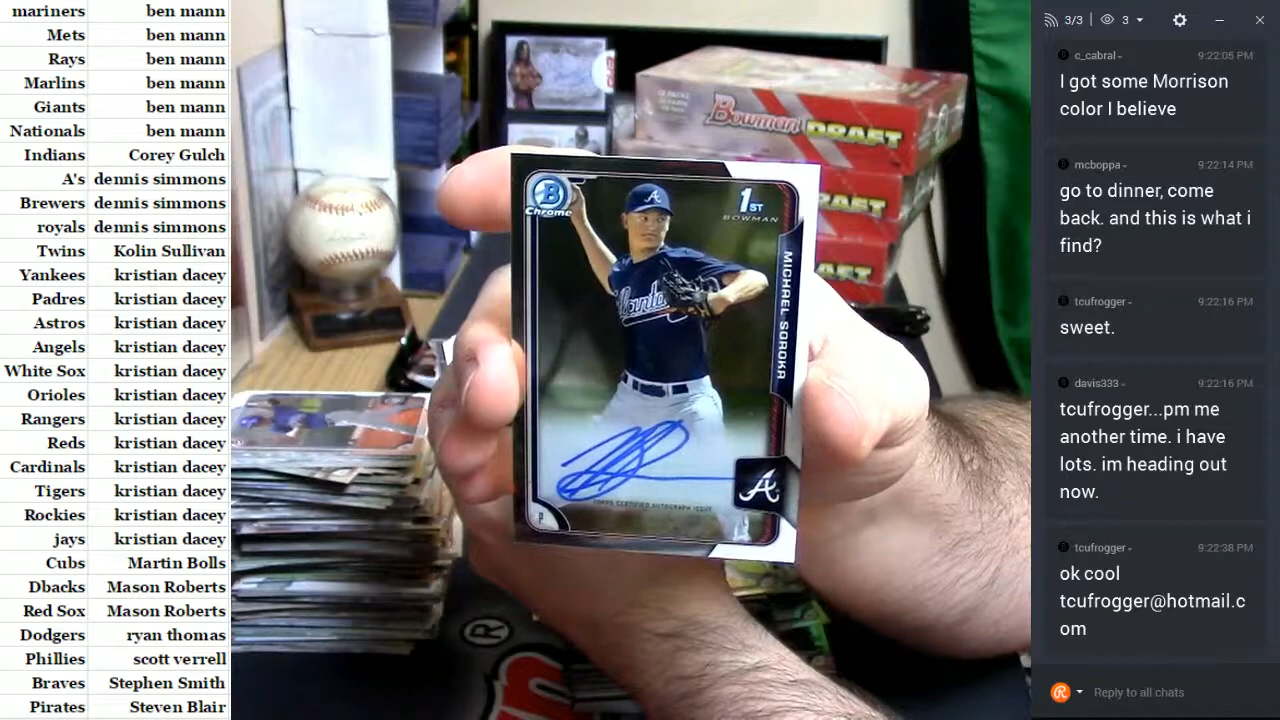 mariners ben mann
Mets ben mann
Rays ben mann
Marlins ben mann
Giants ben mann
Nationals ben mann
Indians Corey Gulch
A's dennis simmons
Brewers dennis simmons
royals dennis simmons
Twins Kolin Sullivan
Yankees kristian dacey
Padres kristian dacey
Astros kristian dacey
Angels kristian dacey
White Sox kristian dacey
Orioles kristian dacey
Rangers kristian dacey
Reds kristian dacey
Cardinals kristian dacey
Tigers kristian dacey
Rockies kristian dacey
jays kristian dacey
Cubs Martin Bolls
Dbacks Mason Roberts
Red Sox Mason Roberts
Dodgers ryan thomas
Phillies scott verrell
Braves Stephen Smith
Pirates Steven Blair
Bowman DRAFT
DRAFT
DRAFT
B
Chrome
1ST
BOWMAN
A
Atlanta
MICHAEL SOROKA
TOPPS CERTIFIED AUTOGRAPH ISSUE
A
P
®
3/3 3
c_cabral 9:22:05 PM
I got some Morrison
color I believe
mcboppa 9:22:14 PM
go to dinner, come
back. and this is what i
find?
tcufrogger 9:22:16 PM
sweet.
davis333 9:22:16 PM
tcufrogger...pm me
another time. i have
lots. im heading out
now.
tcufrogger 9:22:38 PM
ok cool
tcufrogger@hotmail.c
om
R Reply to all chats